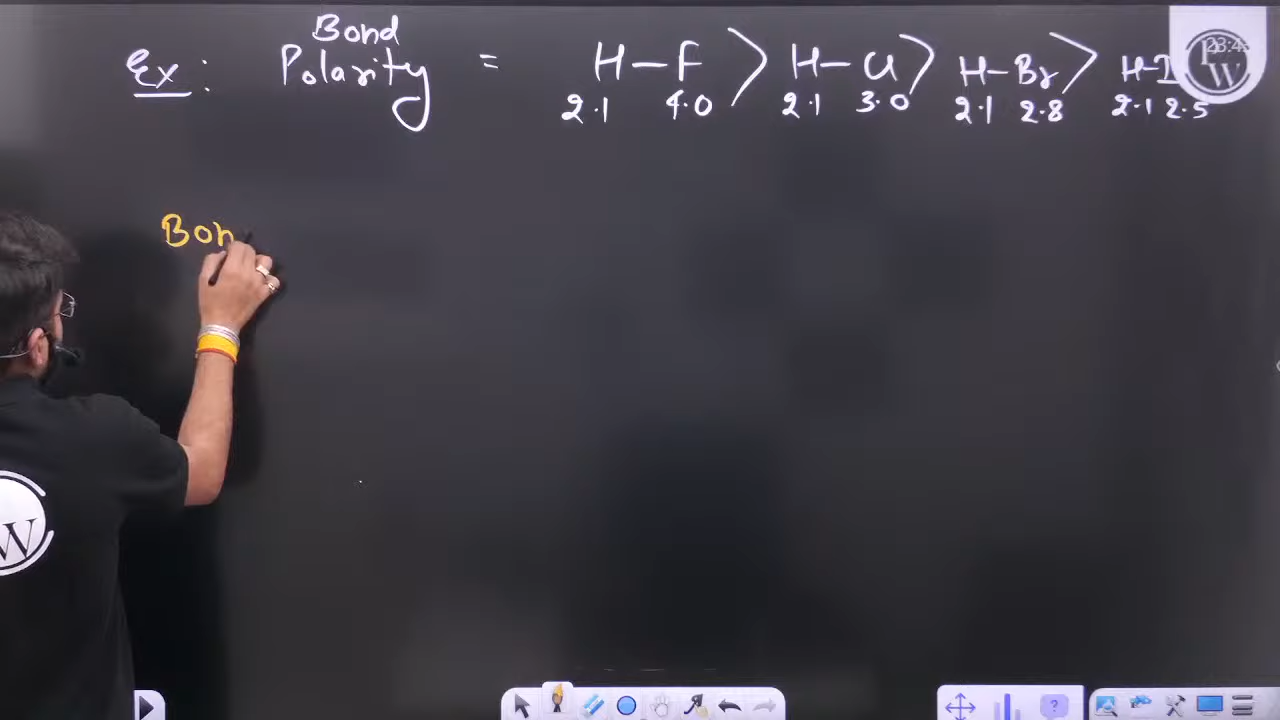 Bond
Ex: Polarity = H-F > H-Cl > H-Br > H-I
2.1 4.0 2.1 3.0 2.1 2.8 2.1 2.5
Bon
PW
W